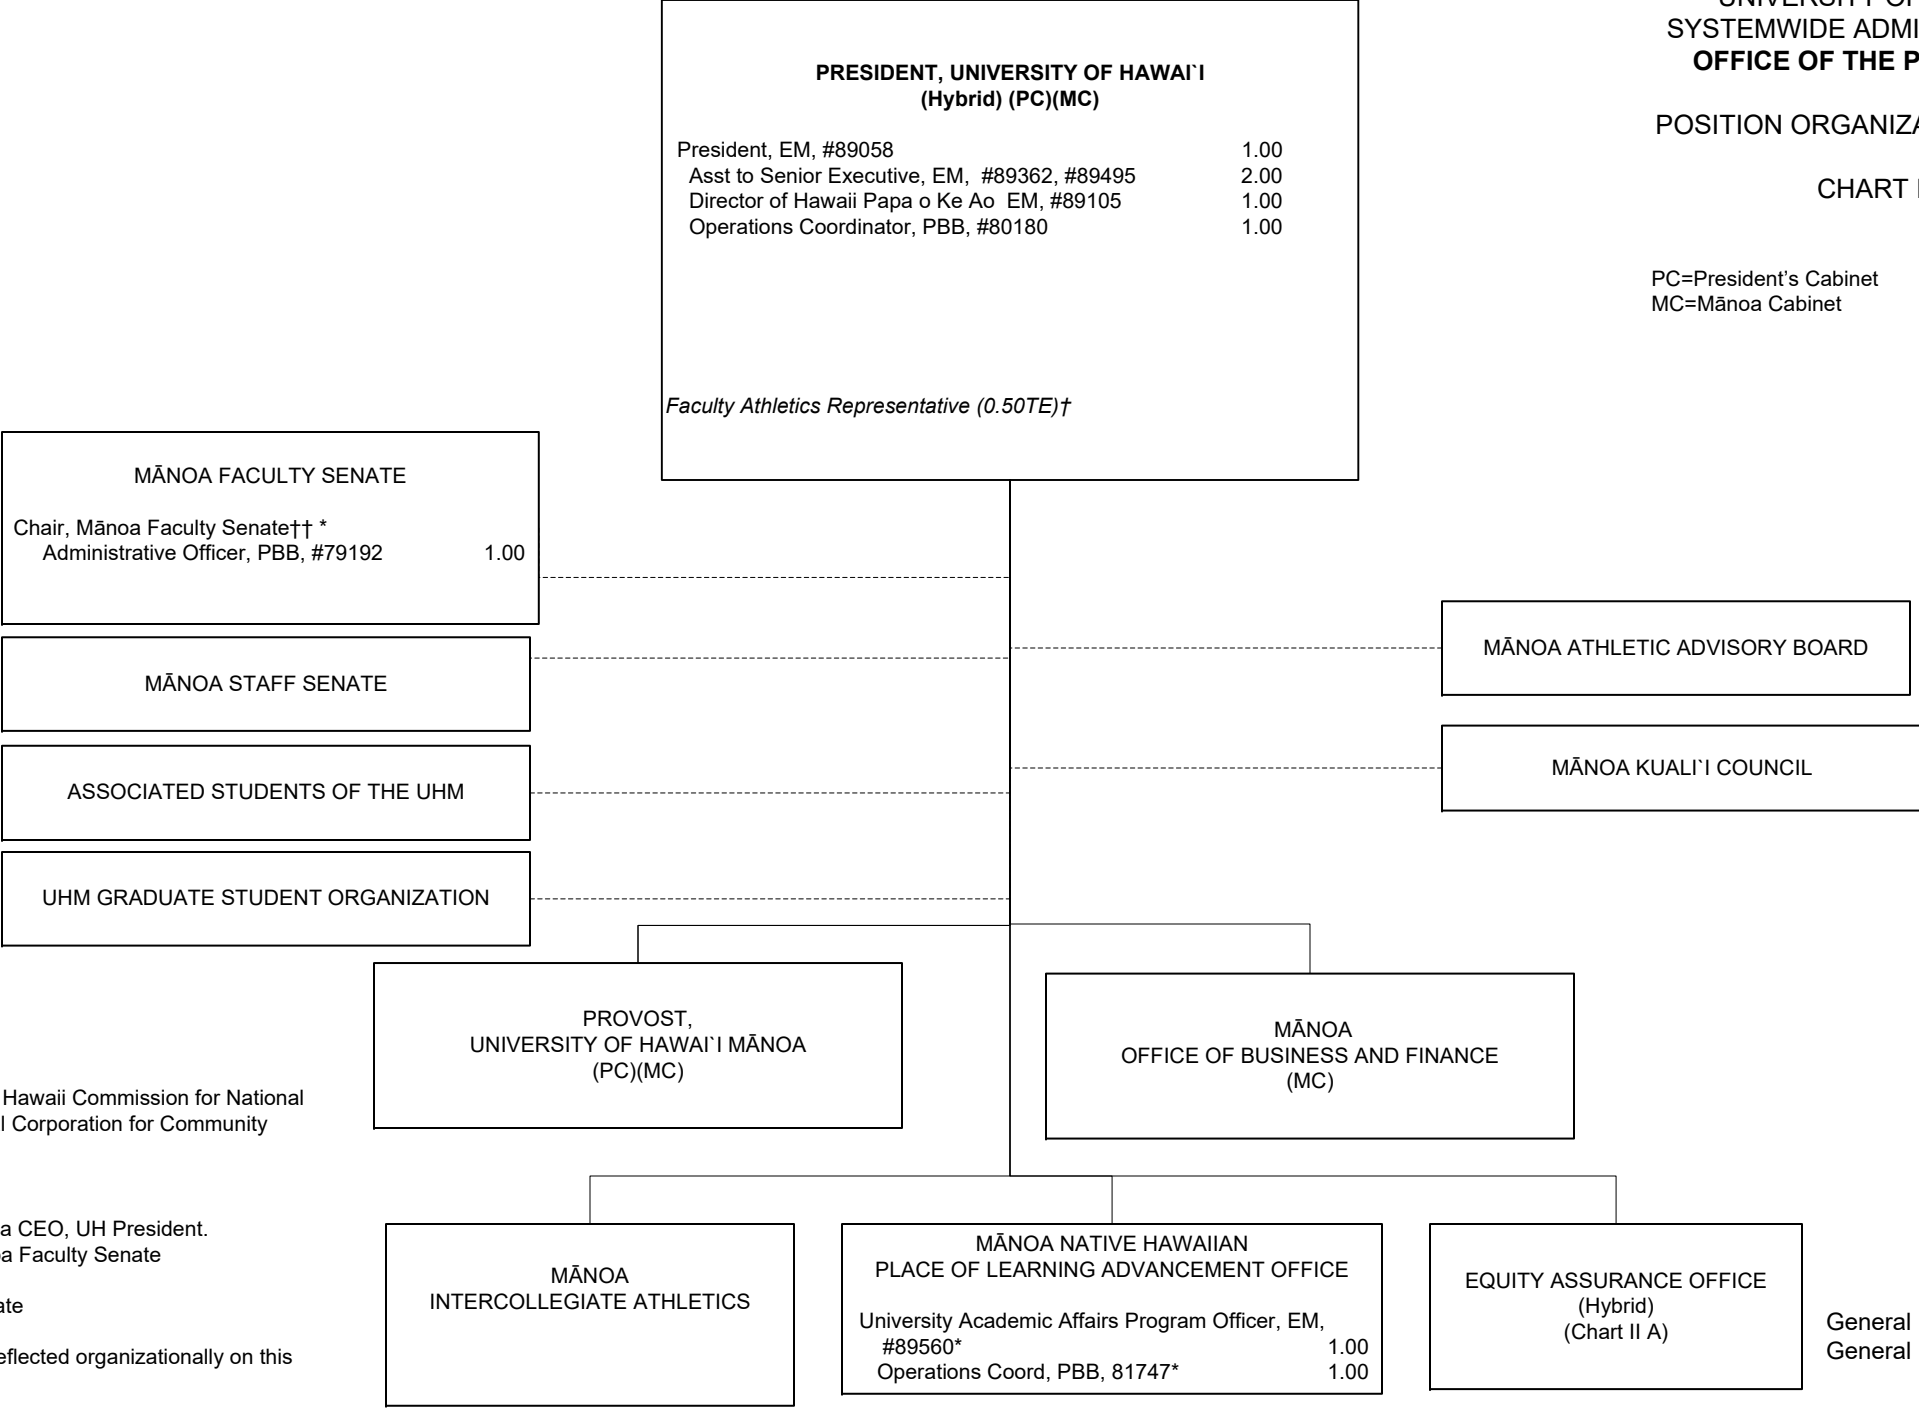 UNIVERSITY OF
SYSTEMWIDE
OFFICE OF THE
POSITION
CHART
PC=President’s Cabinet
MC=Mānoa Cabinet
PRESIDENT, UNIVERSITY OF HAWAI`I
(Hybrid) (PC)(MC)
President, EM, #89058 1.00
Asst to Senior Executive, EM, #89362, #89495 2.00
Director of Hawaii Papa o Ke Ao EM, #89105 1.00
Operations Coordinator, PBB, #80180 1.00
Faculty Athletics Representative (0.50TE)†
MĀNOA FACULTY SENATE
Chair, Mānoa Faculty Senate†† *
Administrative Officer, PBB, #79192 1.00
MĀNOA STAFF SENATE
ASSOCIATED STUDENTS OF THE UHM
UHM GRADUATE STUDENT ORGANIZATION
MĀNOA ATHLETIC ADVISORY BOARD
MĀNOA KUALI`I COUNCIL
PROVOST,
UNIVERSITY OF HAWAI`I MĀNOA
(PC)(MC)
MĀNOA
OFFICE OF BUSINESS AND FINANCE
(MC)
Hawaii Commission for National
Corporation for Community
CEO, UH President.
Faculty Senate
organizationally on this
MĀNOA
INTERCOLLEGIATE ATHLETICS
MĀNOA NATIVE HAWAIIAN
PLACE OF LEARNING ADVANCEMENT OFFICE
University Academic Affairs Program Officer, EM,
#89560* 1.00
Operations Coord, PBB, 81747* 1.00
EQUITY ASSURANCE OFFICE
(Hybrid)
(Chart II A)
General
General